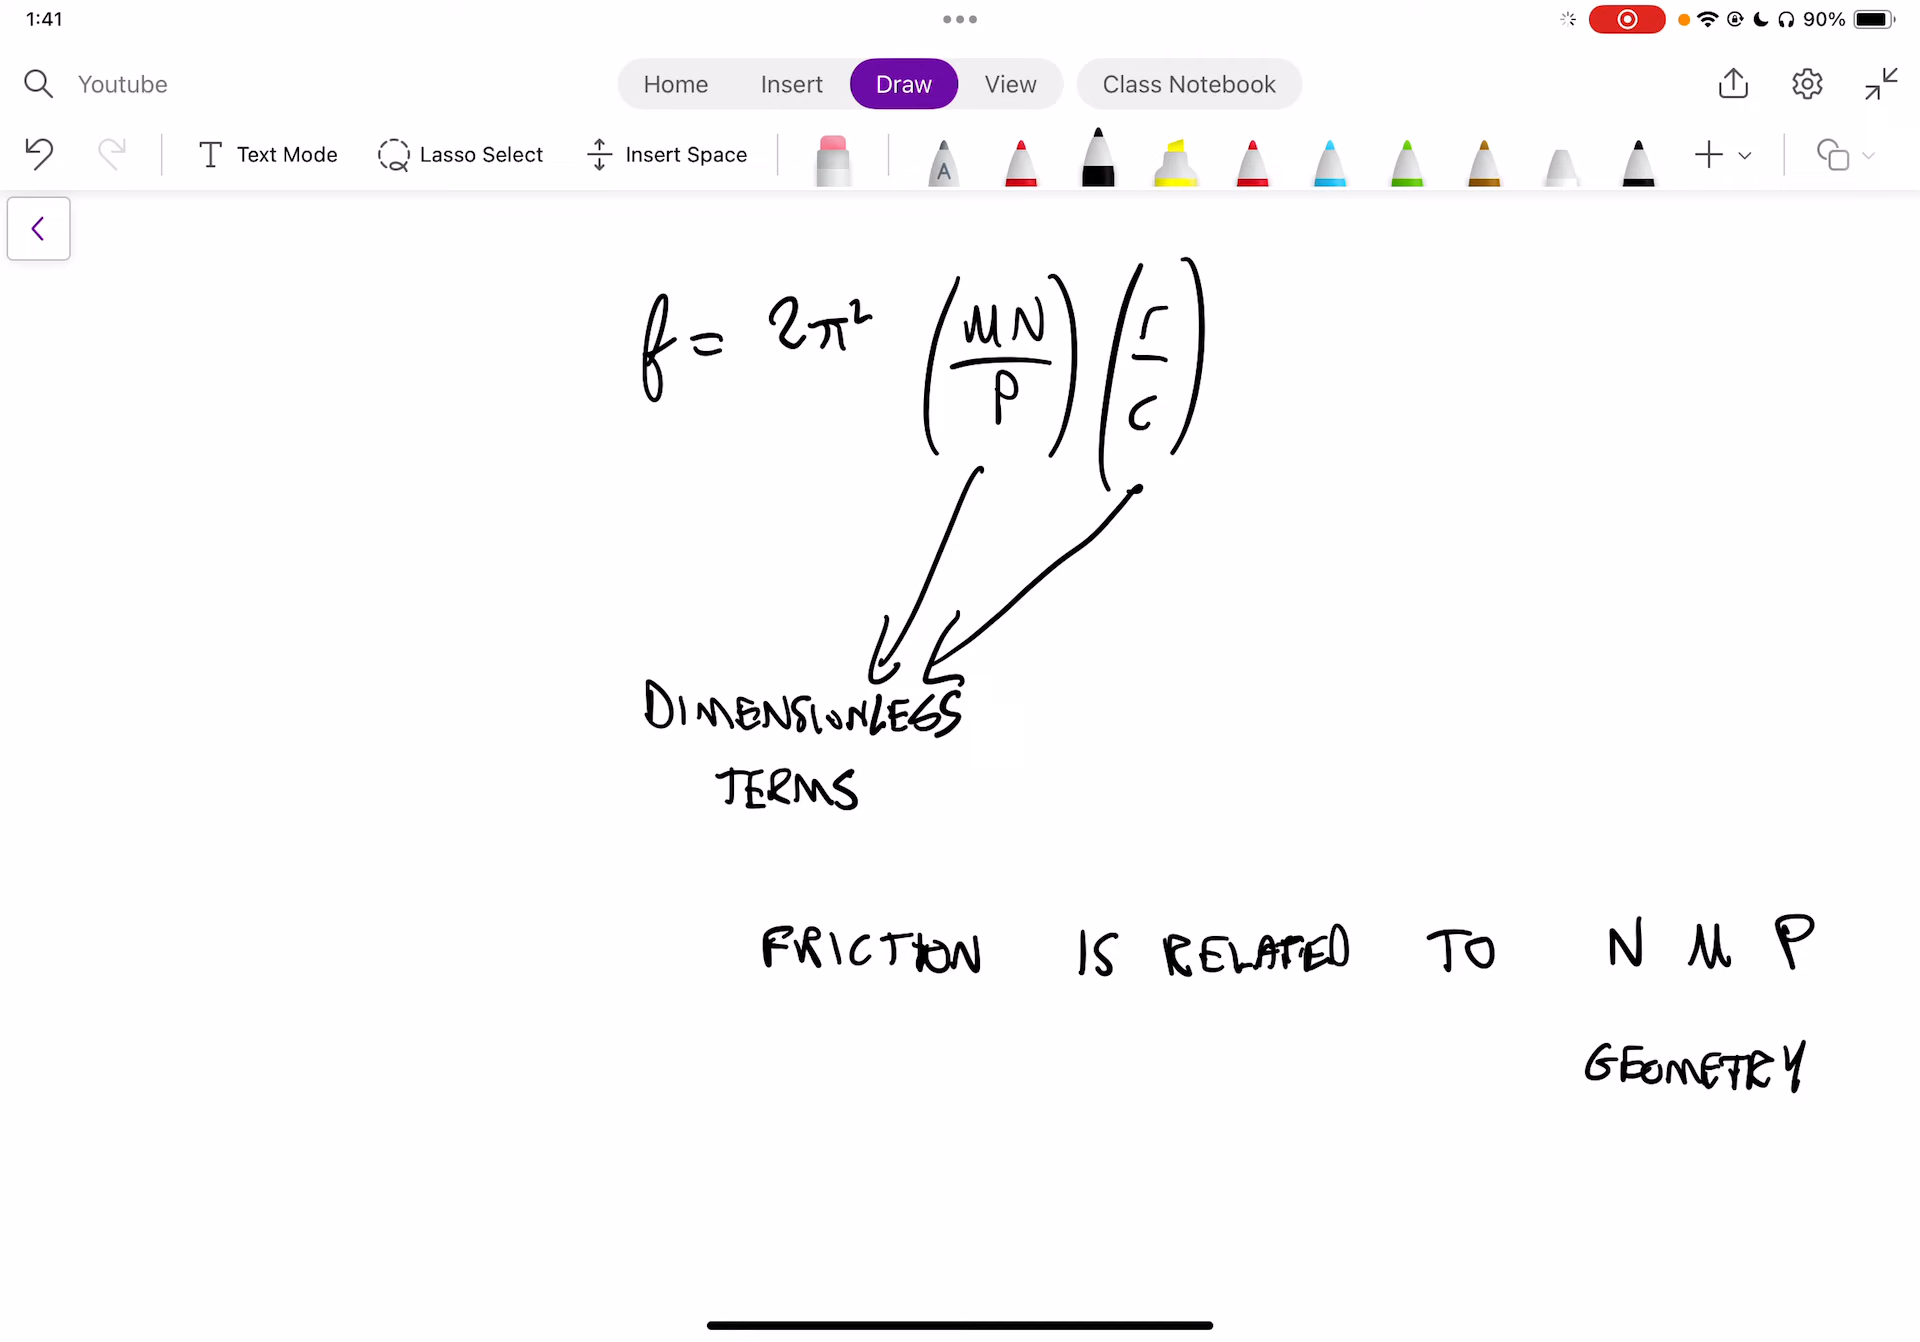 1:41
90%
Youtube
Home Insert Draw View Class Notebook
Text Mode Lasso Select Insert Space A
f = 2π² (μN/P) (r/c)
DIMENSIONLESS
TERMS
FRICTION IS RELATED TO N μ P
GEOMETRY